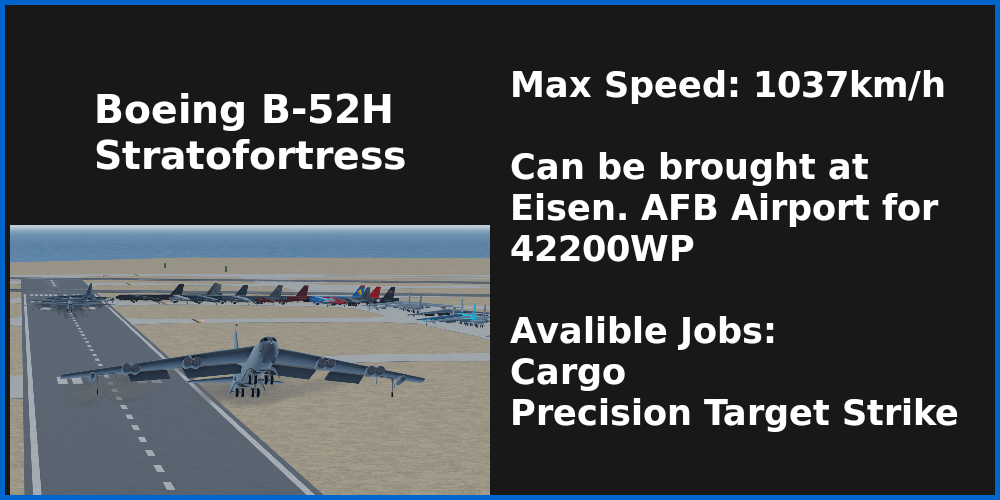 Boeing B-52H
Stratofortress
Max Speed: 1037km/h
Can be brought at
Eisen. AFB Airport for
42200WP
Avalible Jobs:
Cargo
Precision Target Strike